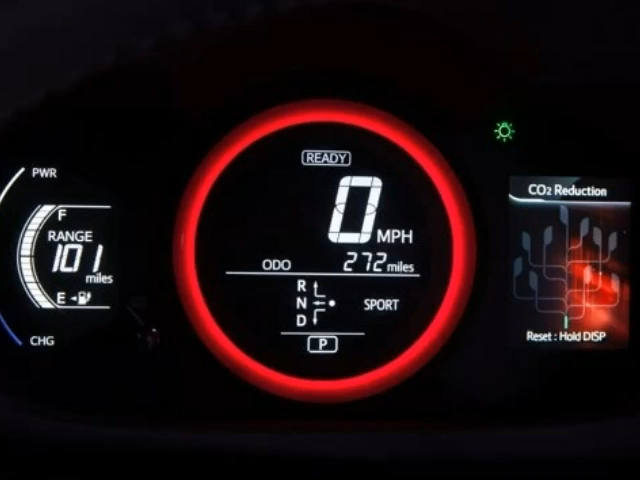 PWR
F
RANGE
101
miles
E
CHG
READY
0 MPH
ODO 272 miles
R
N
D
SPORT
P
CO2 Reduction
Reset : Hold DISP